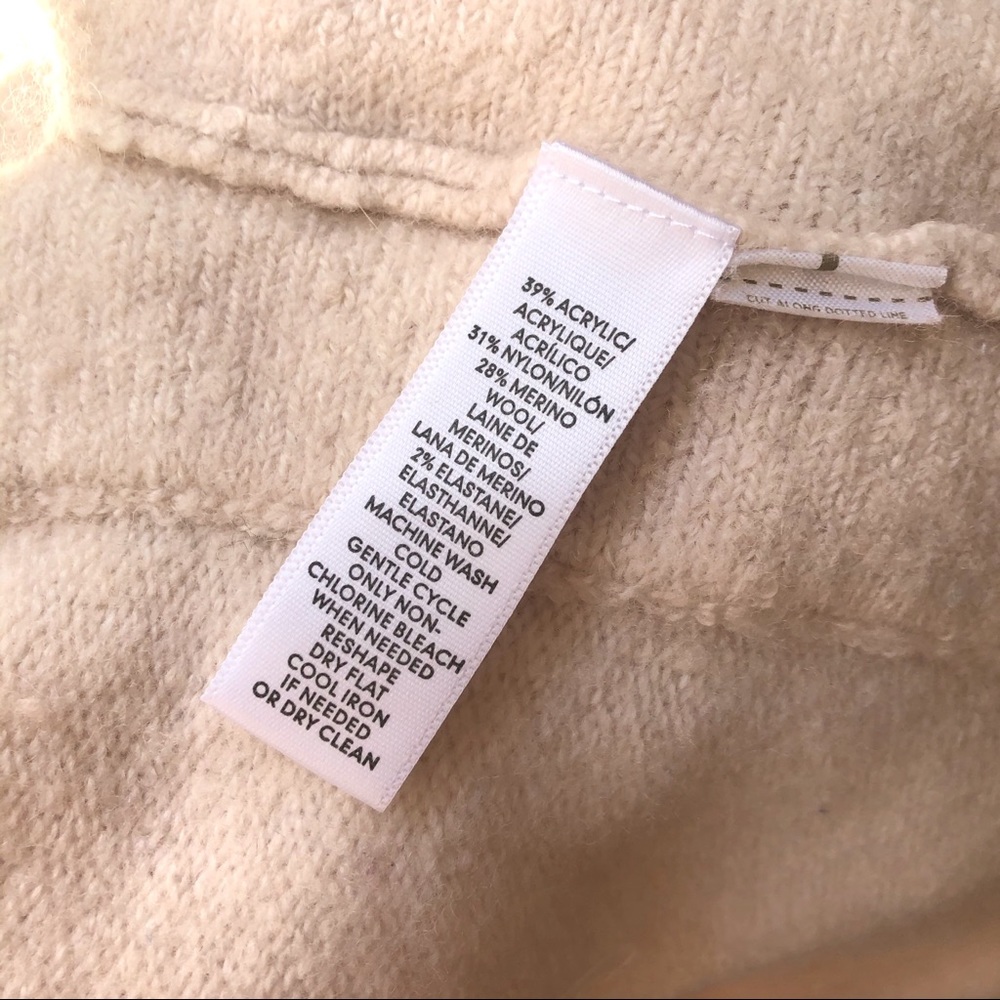 39% ACRYLIC/
ACRYLIQUE/
ACRÍLICO
31% NYLON/NILÓN
28% MERINO
WOOL/
LAINE DE
MERINOS/
LANA DE MERINO
2% ELASTANE/
ELASTHANNE/
ELASTANO
MACHINE WASH
COLD
GENTLE CYCLE
ONLY NON-
CHLORINE BLEACH
WHEN NEEDED
RESHAPE
DRY FLAT
COOL IRON
IF NEEDED
OR DRY CLEAN
CUT ALONG DOTTED LINE